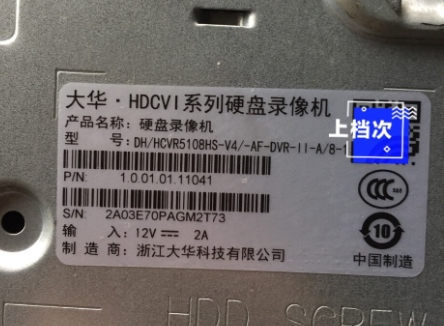 大华·HDCVI系列硬盘录像机
产品名称：硬盘录像机
型 号：DH/HCVR5108HS-V4/-AF-DVR-II-A/8-1
上档次
P/N: 1.0.01.01.11041
S/N: 2A03E70PAGM2T73
输 入：12V⎓ 2A
制 造 商：浙江大华科技有限公司
CCC
10
中国制造
HDD SCREW